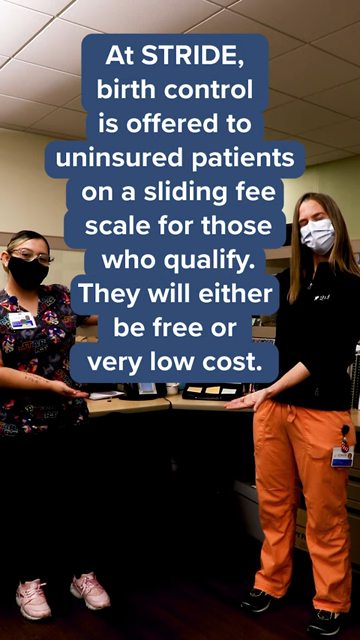 At STRIDE,
birth control
is offered to
uninsured patients
on a sliding fee
scale for those
who qualify.
They will either
be free or
very low cost.